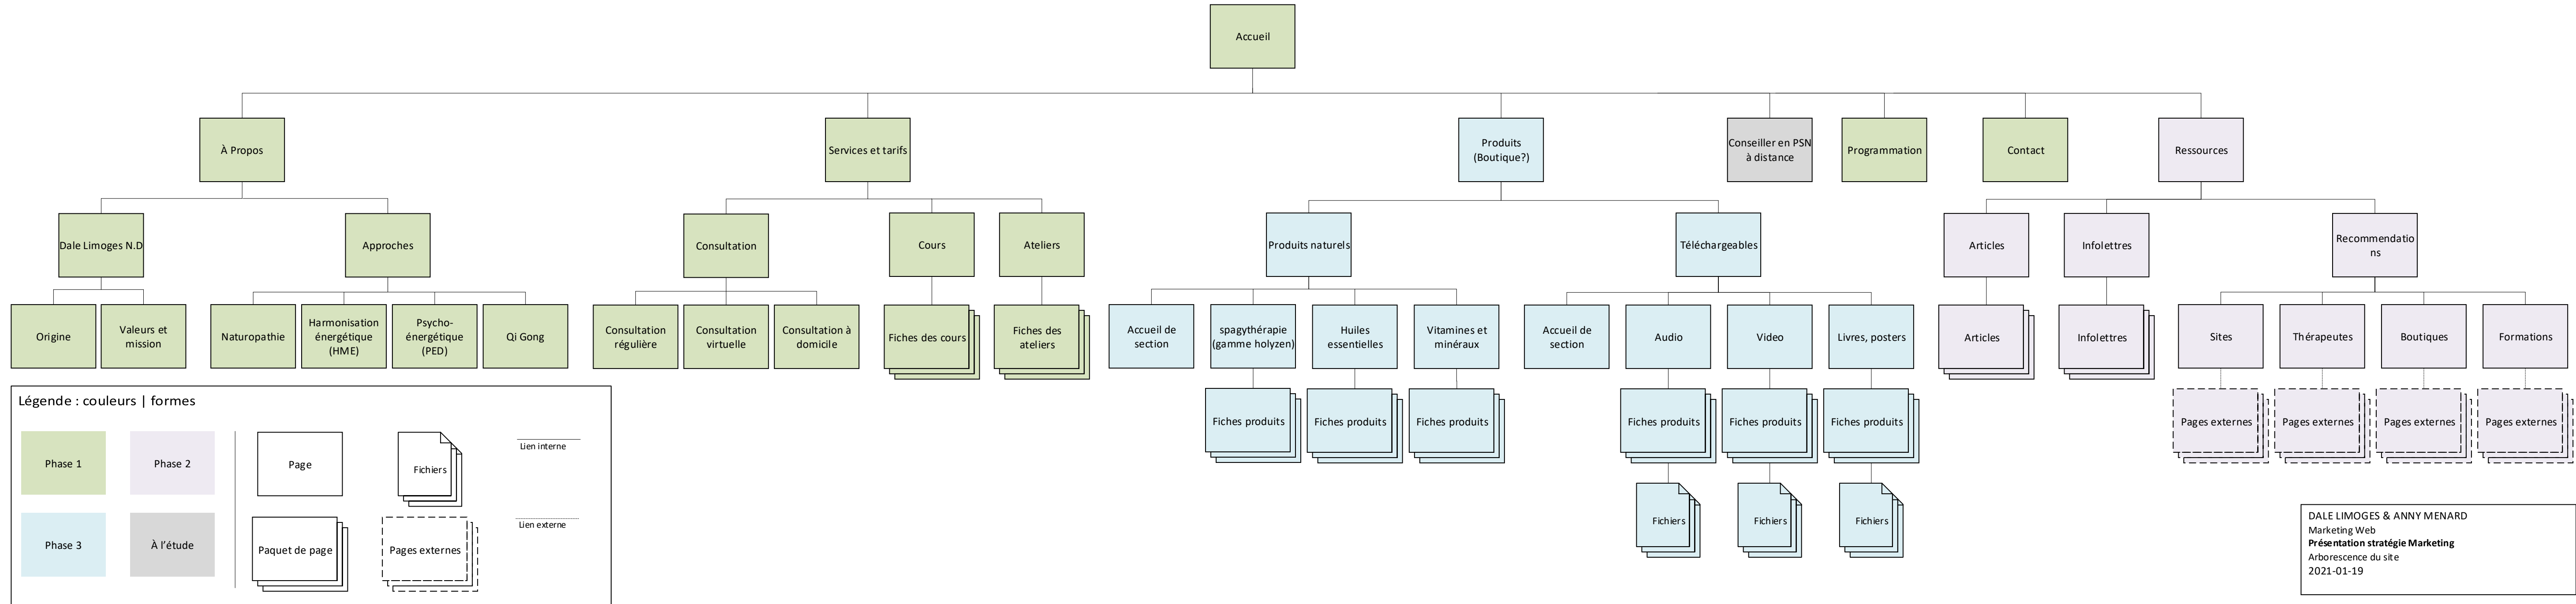 Accueil
À Propos
Services et tarifs
Produits
(Boutique?)
Conseiller en PSN
à distance
Programmation
Contact
Ressources
Dale Limoges N.D
Approches
Consultation
Cours
Ateliers
Produits naturels
Téléchargeables
Articles
Infolettres
Recommendatio
ns
Origine
Valeurs et
mission
Naturopathie
Harmonisation
énergétique
(HME)
Psycho-
énergétique
(PED)
Qi Gong
Consultation
régulière
Consultation
virtuelle
Consultation à
domicile
Fiches des cours
Fiches des
ateliers
Accueil de
section
spagythérapie
(gamme holyzen)
Huiles
essentielles
Vitamines et
minéraux
Accueil de
section
Audio
Video
Livres, posters
Articles
Infolettres
Sites
Thérapeutes
Boutiques
Formations
Fiches produits
Fiches produits
Fiches produits
Fiches produits
Fiches produits
Fiches produits
Pages externes
Pages externes
Pages externes
Pages externes
Fichiers
Fichiers
Fichiers
Légende : couleurs | formes
Phase 1
Phase 2
Page
Fichiers
Lien interne
Phase 3
À l'étude
Paquet de page
Pages externes
Lien externe
DALE LIMOGES & ANNY MENARD
Marketing Web
Présentation stratégie Marketing
Arborescence du site
2021-01-19